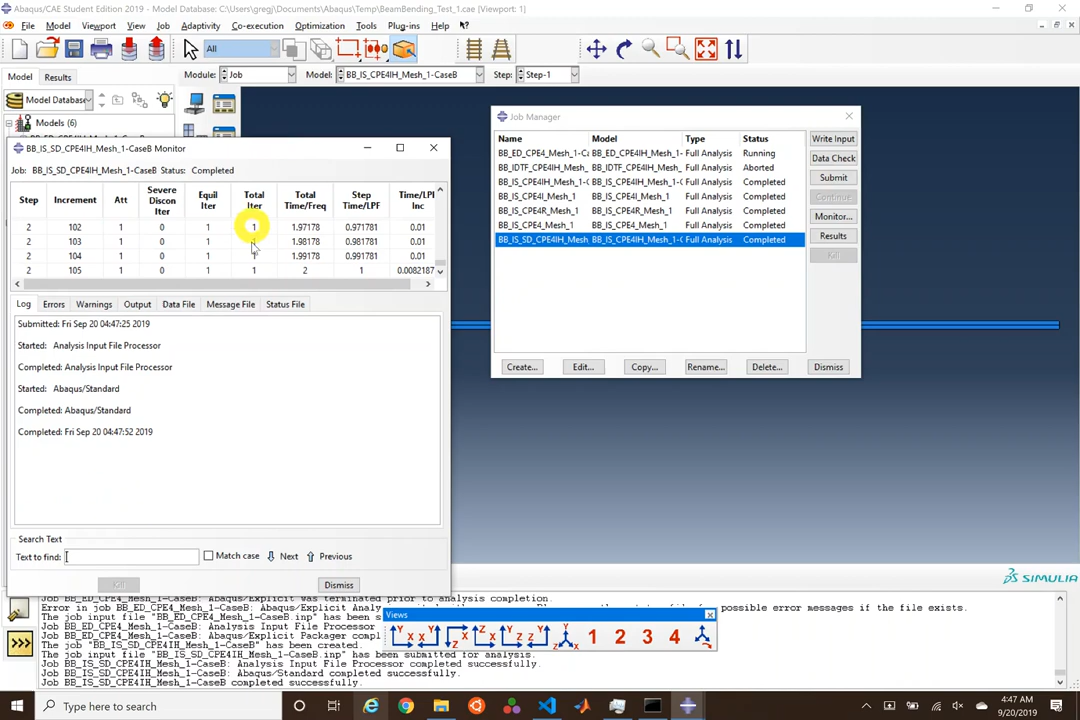 Abaqus/CAE Student Edition 2019 - Model Database: C:\Users\gregj\Documents\Abaqus\Temp\BeamBending_Test_1.cae [Viewport: 1]
File Model Viewport View Job Adaptivity Co-execution Optimization Tools Plug-ins Help
All
Model Results Module: Job Model: BB_IS_CPE4IH_Mesh_1-CaseB Step: Step-1
Model Database
Models (6)
BB_IS_SD_CPE4IH_Mesh_1-CaseB Monitor
Job: BB_IS_SD_CPE4IH_Mesh_1-CaseB Status: Completed
Step Increment Att Severe Discon Iter Equil Iter Total Iter Total Time/Freq Step Time/LPF Time/LPF Inc
2 102 1 0 1 1 1.97178 0.971781 0.01
2 103 1 0 1 1 1.98178 0.981781 0.01
2 104 1 0 1 1 1.99178 0.991781 0.01
2 105 1 0 1 1 2 1 0.0082187
Log Errors Warnings Output Data File Message File Status File
Submitted: Fri Sep 20 04:47:25 2019
Started: Analysis Input File Processor
Completed: Analysis Input File Processor
Started: Abaqus/Standard
Completed: Abaqus/Standard
Completed: Fri Sep 20 04:47:52 2019
Search Text
Text to find: Match case Next Previous
Kill Dismiss
Job Manager
Name Model Type Status
BB_ED_CPE4_Mesh_1-Ca BB_ED_CPE4_Mesh_1-C Full Analysis Running
BB_IDTF_CPE4IH_Mesh_ BB_IDTF_CPE4IH_Mesh_ Full Analysis Aborted
BB_IS_CPE4IH_Mesh_1-C BB_IS_CPE4IH_Mesh_1-C Full Analysis Completed
BB_IS_CPE4I_Mesh_1 BB_IS_CPE4I_Mesh_1 Full Analysis Completed
BB_IS_CPE4R_Mesh_1 BB_IS_CPE4R_Mesh_1 Full Analysis Completed
BB_IS_CPE4_Mesh_1 BB_IS_CPE4_Mesh_1 Full Analysis Completed
BB_IS_SD_CPE4IH_Mesh BB_IS_CPE4IH_Mesh_1-C Full Analysis Completed
Write Input
Data Check
Submit
Continue
Monitor...
Results
Kill
Create... Edit... Copy... Rename... Delete... Dismiss
SIMULIA
Job BB_ED_CPE4_Mesh_1-CaseB: Abaqus/Explicit was terminated prior to analysis completion.
Error in job BB_ED_CPE4_Mesh_1-CaseB: Abaqus/Explicit Analy
possible error messages if the file exists.
The job input file "BB_ED_CPE4_Mesh_1-CaseB.inp" has been s
Job BB_ED_CPE4_Mesh_1-CaseB: Analysis Input File Processor
Job BB_ED_CPE4_Mesh_1-CaseB: Abaqus/Explicit Packager compl
The job "BB_IS_SD_CPE4IH_Mesh_1-CaseB" has been created.
The job input file "BB_IS_SD_CPE4IH_Mesh_1-CaseB.inp" has been submitted for analysis.
Job BB_IS_SD_CPE4IH_Mesh_1-CaseB: Analysis Input File Processor completed successfully.
Job BB_IS_SD_CPE4IH_Mesh_1-CaseB: Abaqus/Standard completed successfully.
Job BB_IS_SD_CPE4IH_Mesh_1-CaseB completed successfully.
Views
1 2 3 4
Type here to search
4:47 AM
9/20/2019